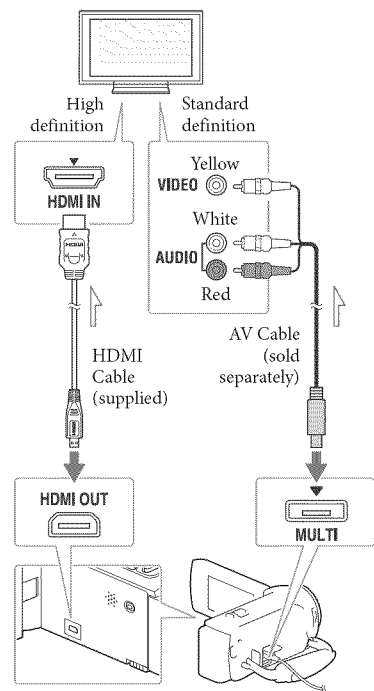 High
definition
Standard
definition
HDMI IN
Yellow
VIDEO
White
AUDIO
Red
HDMI
Cable
(supplied)
AV Cable
(sold
separately)
HDMI OUT
MULTI